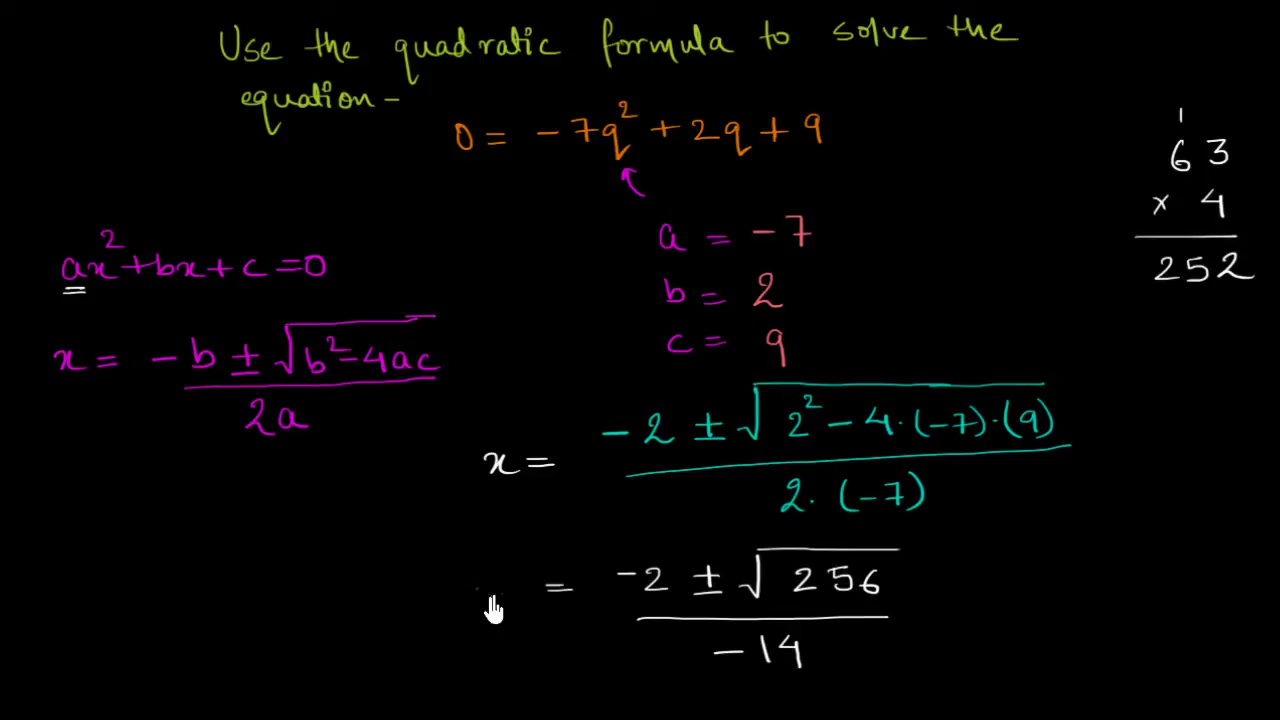 Use the quadratic formula to solve the
equation-
0 = -7q² + 2q + 9
1
63
× 4
252
a = -7
b = 2
c = 9
ax² + bx + c = 0
x = -b ± √b²-4ac
2a
x = -2 ± √2² - 4·(-7)·(9)
2·(-7)
= -2 ± √256
-14